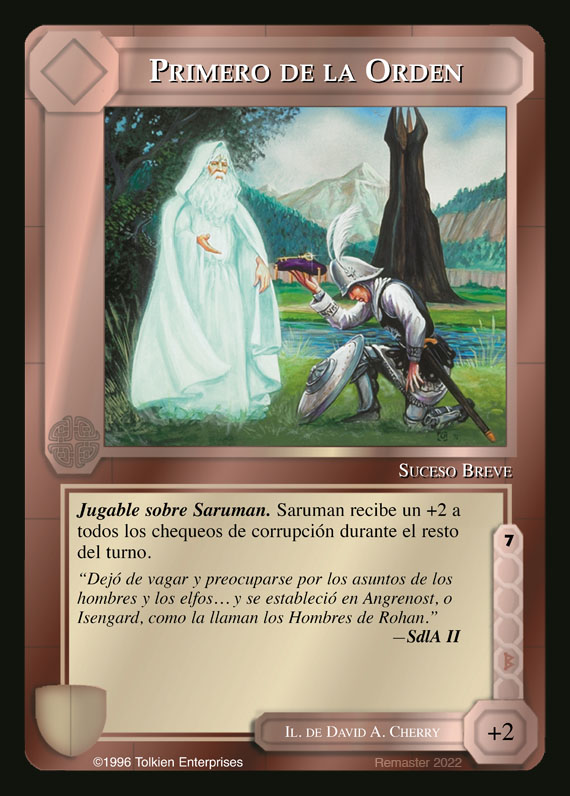 Primero de la Orden
Suceso Breve
Jugable sobre Saruman. Saruman recibe un +2 a
todos los chequeos de corrupción durante el resto
del turno.
“Dejó de vagar y preocuparse por los asuntos de los
hombres y los elfos… y se estableció en Angrenost, o
Isengard, como la llaman los Hombres de Rohan.”
—SdlA II
7
Il. de David A. Cherry
+2
©1996 Tolkien Enterprises
Remaster 2022